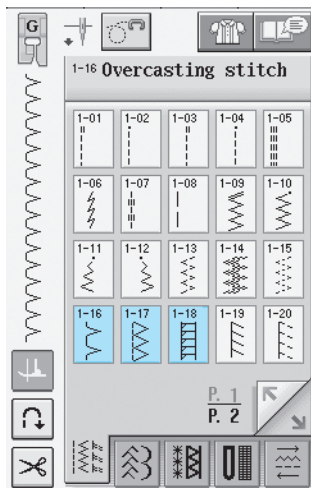 G
1-16 Overcasting stitch
1-01 1-02 1-03 1-04 1-05
1-06 1-07 1-08 1-09 1-10
1-11 1-12 1-13 1-14 1-15
1-16 1-17 1-18 1-19 1-20
P. 1
P. 2